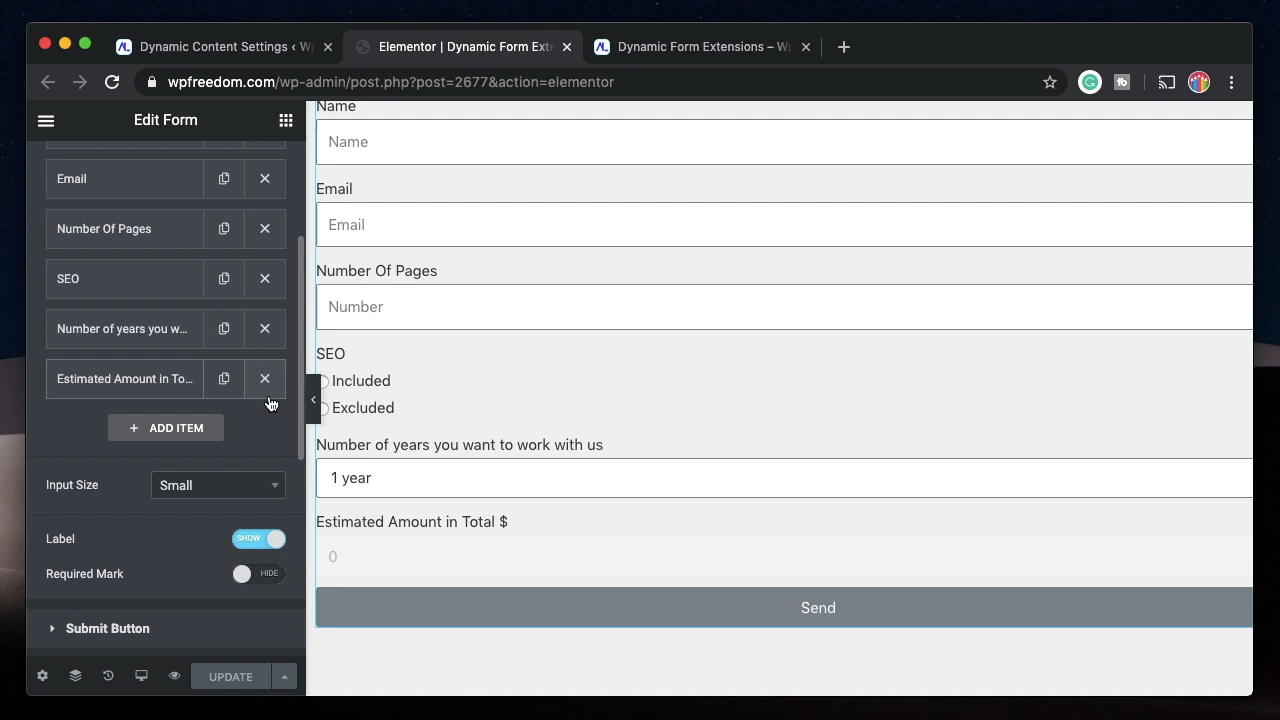 Dynamic Content Settings ‹ W
Elementor | Dynamic Form Exte
Dynamic Form Extensions – Wp
wpfreedom.com/wp-admin/post.php?post=2677&action=elementor
Edit Form
Email
Number Of Pages
SEO
Number of years you w...
Estimated Amount in To...
+ ADD ITEM
Input Size
Small
Label
SHOW
Required Mark
HIDE
Submit Button
UPDATE
Name
Name
Email
Email
Number Of Pages
Number
SEO
Included
Excluded
Number of years you want to work with us
1 year
Estimated Amount in Total $
0
Send